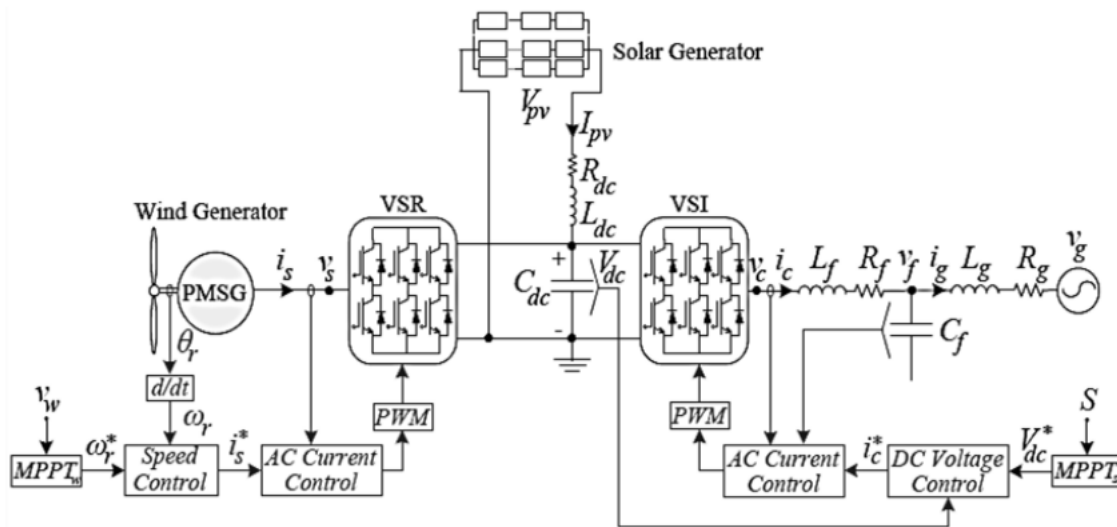 Solar Generator
V_pv
I_pv
R_dc
L_dc
Wind Generator
VSR
VSI
PMSG
i_s
v_s
C_dc
+
-
V_dc
v_c
i_c
L_f
R_f
v_f
i_g
L_g
R_g
v_g
C_f
θ_r
d/dt
ω_r
v_w
MPPT_w
ω_r*
Speed
Control
i_s*
AC Current
Control
PWM
PWM
AC Current
Control
i_c*
DC Voltage
Control
V_dc*
S
MPPT_s